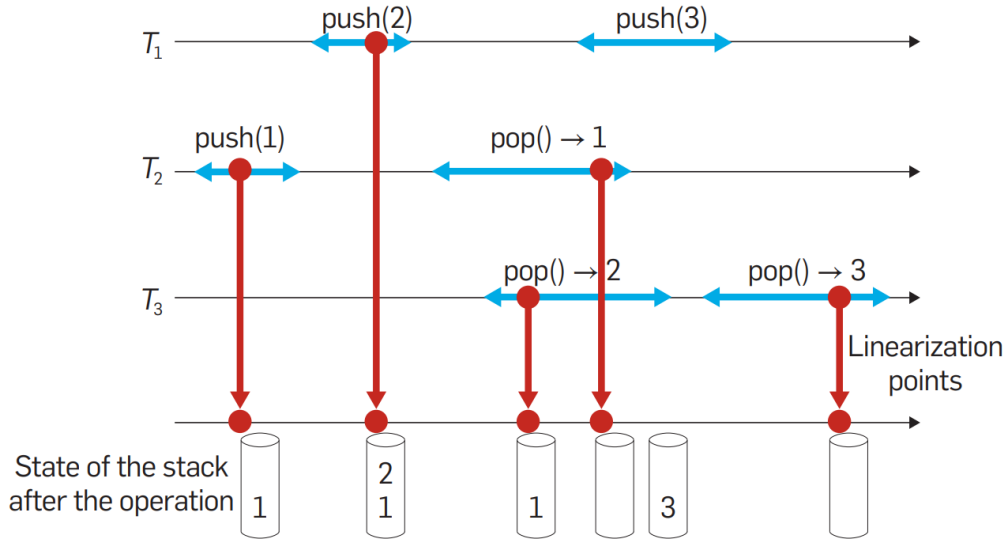 push(2)
push(3)
T1
push(1)
pop() → 1
T2
pop() → 2
pop() → 3
T3
Linearization
points
State of the stack
after the operation
1
2
1
1
3